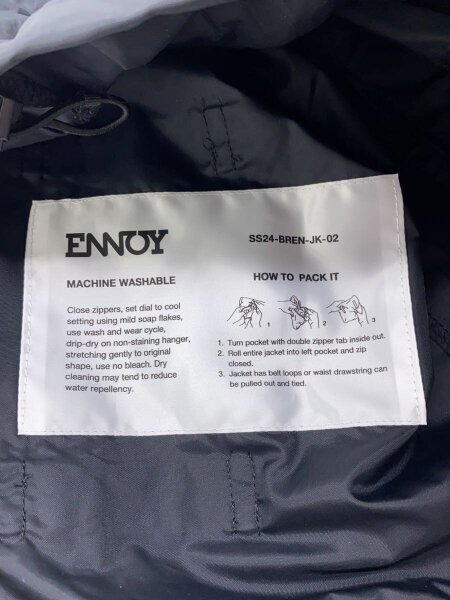 ENNOY
MACHINE WASHABLE
Close zippers, set dial to cool
setting using mild soap flakes,
use wash and wear cycle,
drip-dry on non-staining hanger,
stretching gently to original
shape, use no bleach. Dry
cleaning may tend to reduce
water repellency.
SS24-BREN-JK-02
HOW TO PACK IT
1 2 3
1. Turn pocket with double zipper tab inside out.
2. Roll entire jacket into left pocket and zip
closed.
3. Jacket has belt loops or waist drawstring can
be pulled out and tied.